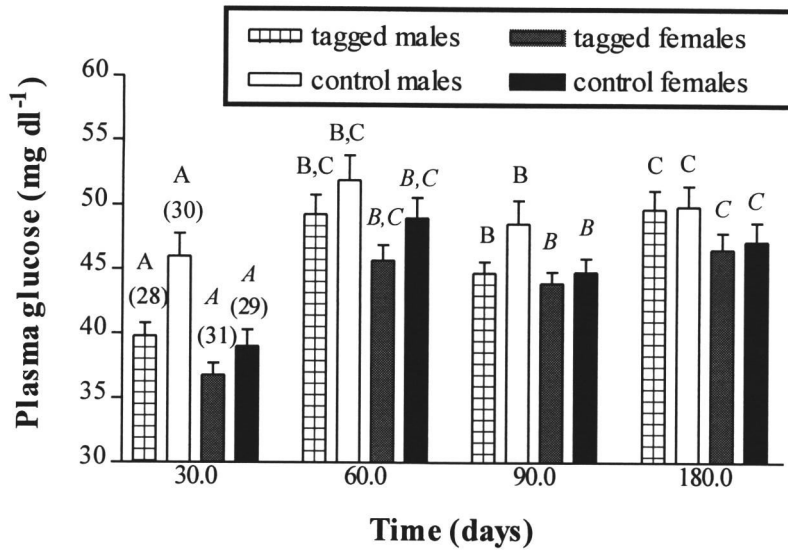 tagged males
tagged females
control males
control females
Plasma glucose (mg dl-1)
60
55
50
45
40
35
30
A
(28)
A
(30)
A
(31)
A
(29)
B,C
B,C
B,C
B,C
B
B
B
B
C
C
C
C
30.0
60.0
90.0
180.0
Time (days)